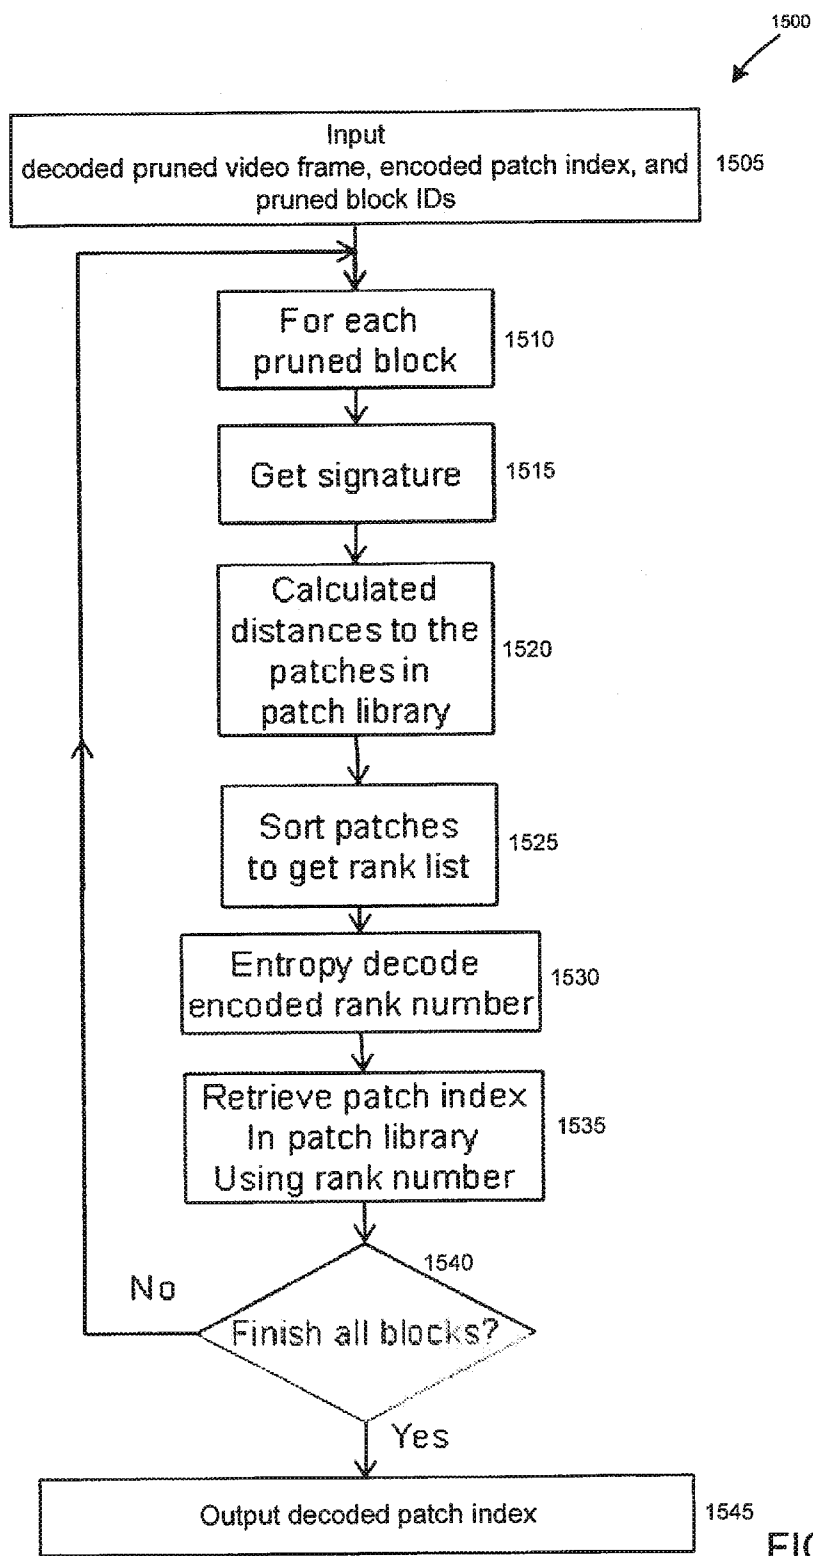 1500
Input
decoded pruned video frame, encoded patch index, and
pruned block IDs
1505
For each
pruned block
1510
Get signature
1515
Calculated
distances to the
patches in
patch library
1520
Sort patches
to get rank list
1525
Entropy decode
encoded rank number
1530
Retrieve patch index
In patch library
Using rank number
1535
1540
No
Finish all blocks?
Yes
Output decoded patch index
1545
FIG